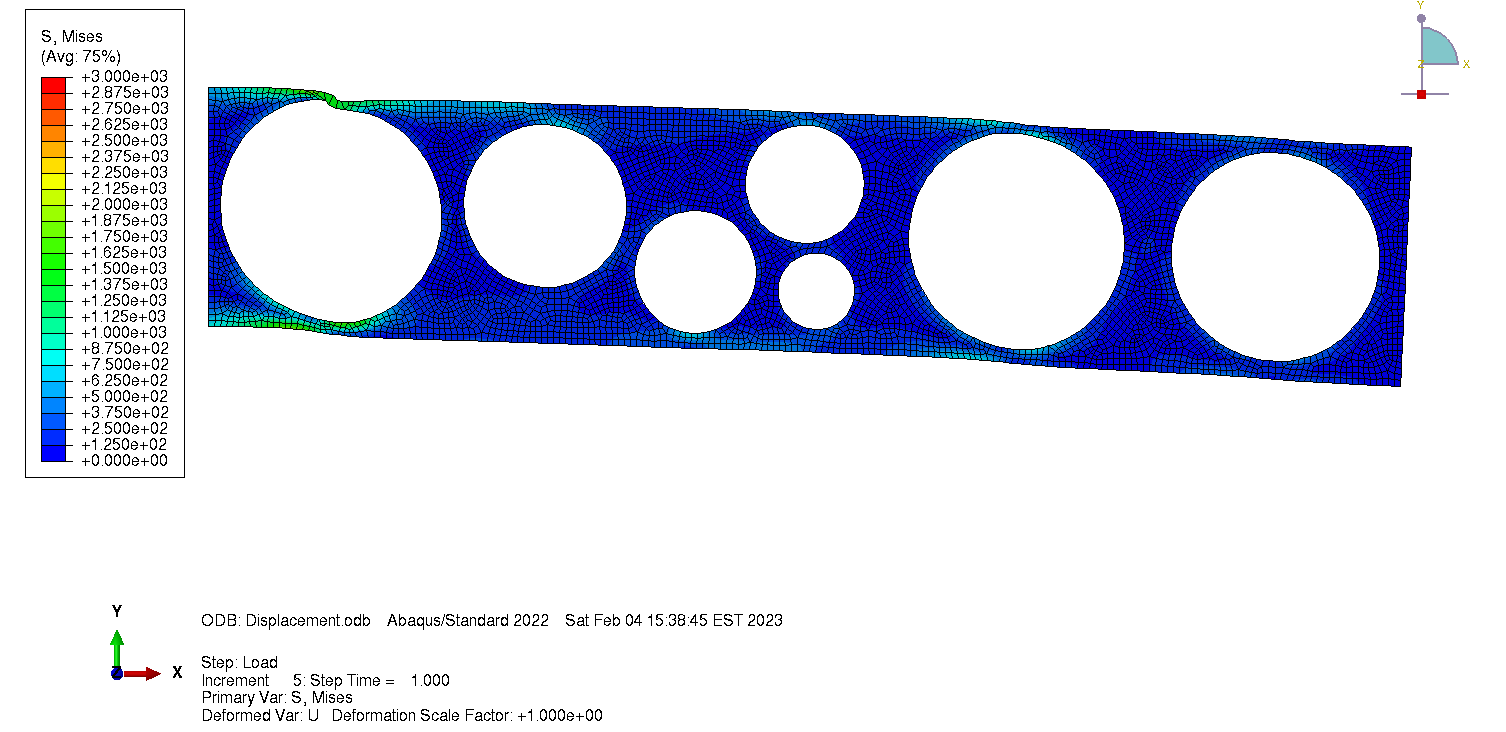 S, Mises
(Avg: 75%)
+3.000e+03
+2.875e+03
+2.750e+03
+2.625e+03
+2.500e+03
+2.375e+03
+2.250e+03
+2.125e+03
+2.000e+03
+1.875e+03
+1.750e+03
+1.625e+03
+1.500e+03
+1.375e+03
+1.250e+03
+1.125e+03
+1.000e+03
+8.750e+02
+7.500e+02
+6.250e+02
+5.000e+02
+3.750e+02
+2.500e+02
+1.250e+02
+0.000e+00
Y
Z X
Y
Z X
ODB: Displacement.odb Abaqus/Standard 2022 Sat Feb 04 15:38:45 EST 2023
Step: Load
Increment 5: Step Time = 1.000
Primary Var: S, Mises
Deformed Var: U Deformation Scale Factor: +1.000e+00